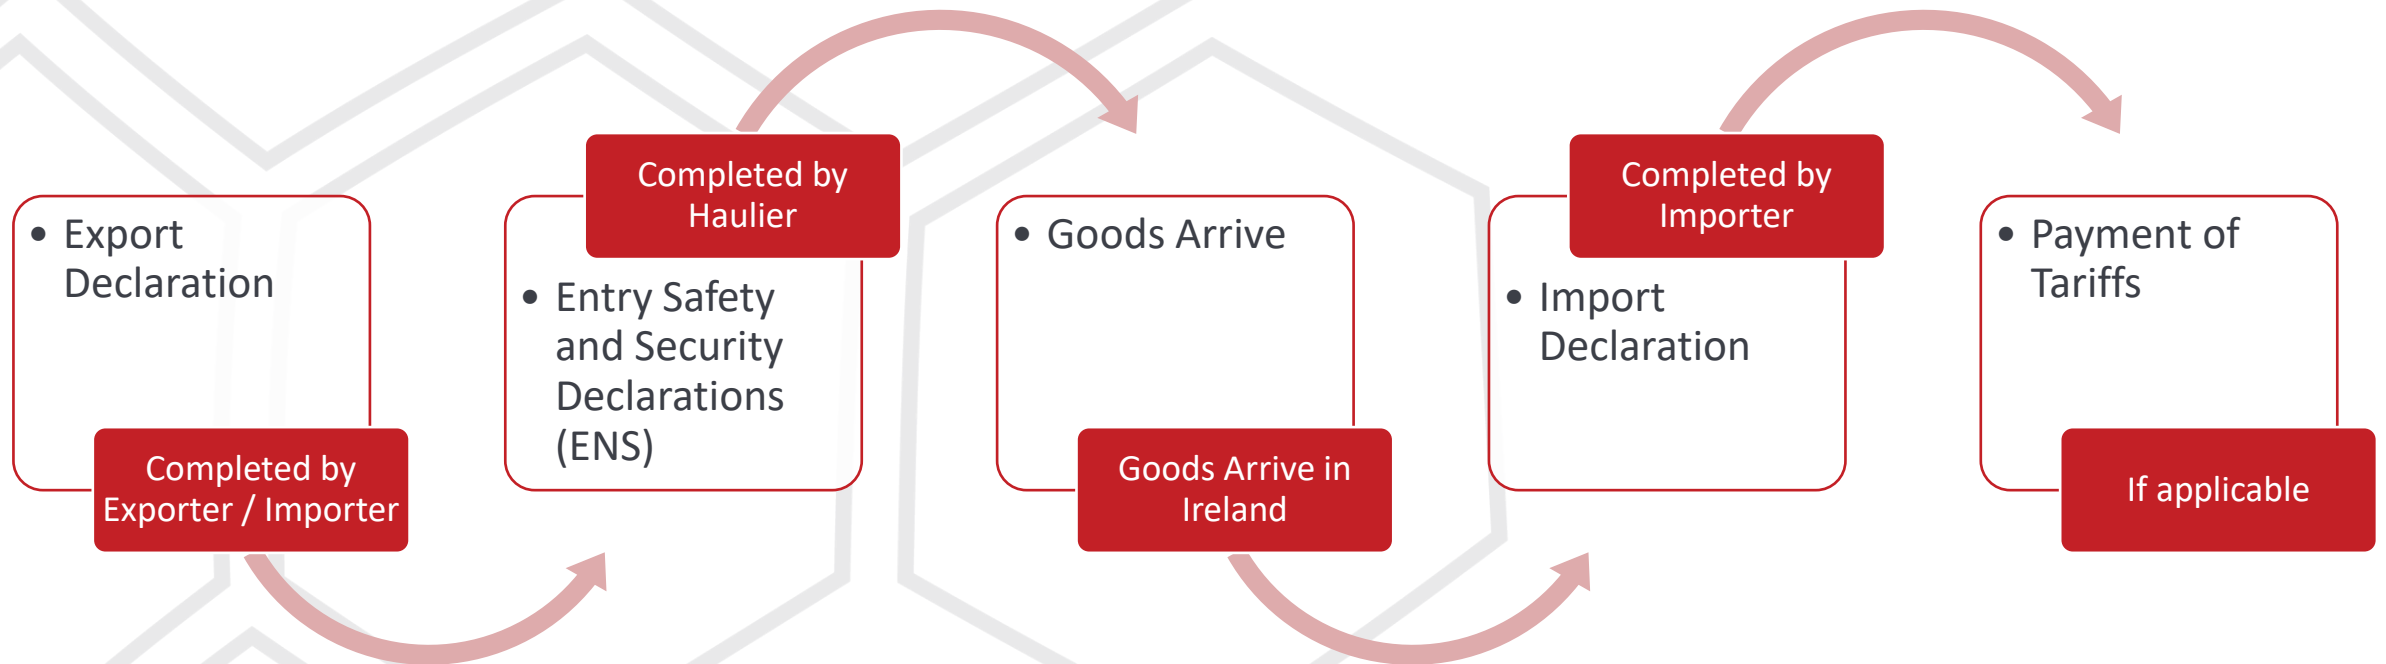 • Export
Declaration
Completed by
Exporter / Importer
Completed by
Haulier
• Entry Safety
and Security
Declarations
(ENS)
• Goods Arrive
Goods Arrive in
Ireland
Completed by
Importer
• Import
Declaration
• Payment of
Tariffs
If applicable